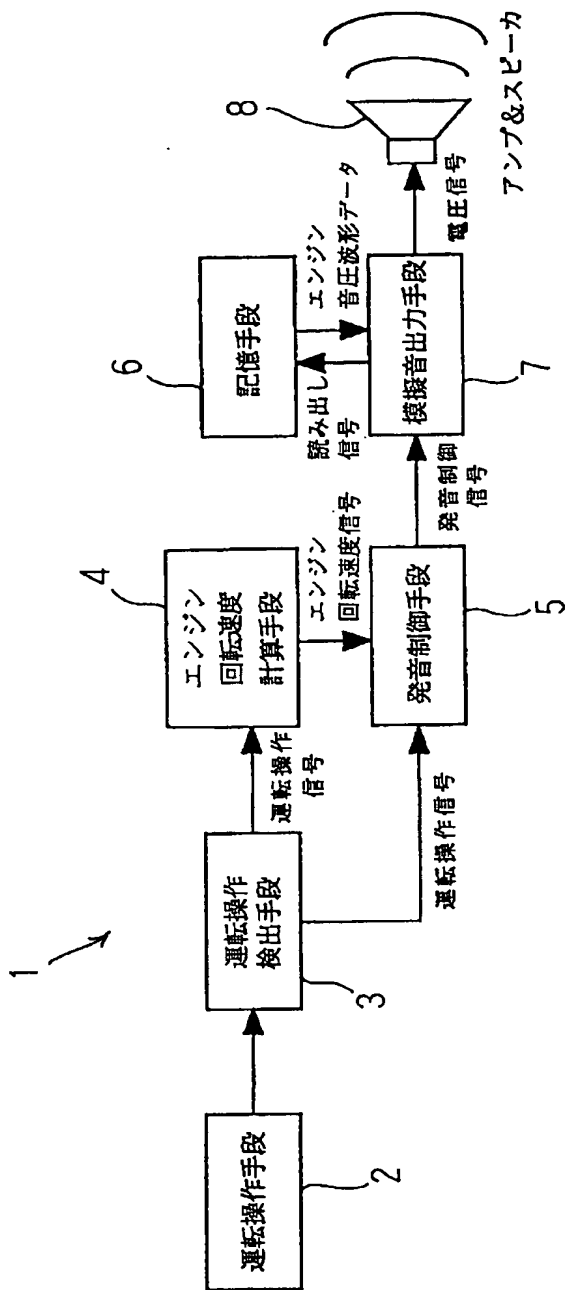 1
運転操作手段
2
運転操作
検出手段
3
運転操作
信号
運転操作信号
4
エンジン
回転速度
計算手段
エンジン
回転速度信号
発音制御手段
5
発音制御
信号
6
記憶手段
読み出し
信号
エンジン
音圧波形データ
模擬音出力手段
7
電圧信号
8
アンプ&スピーカ